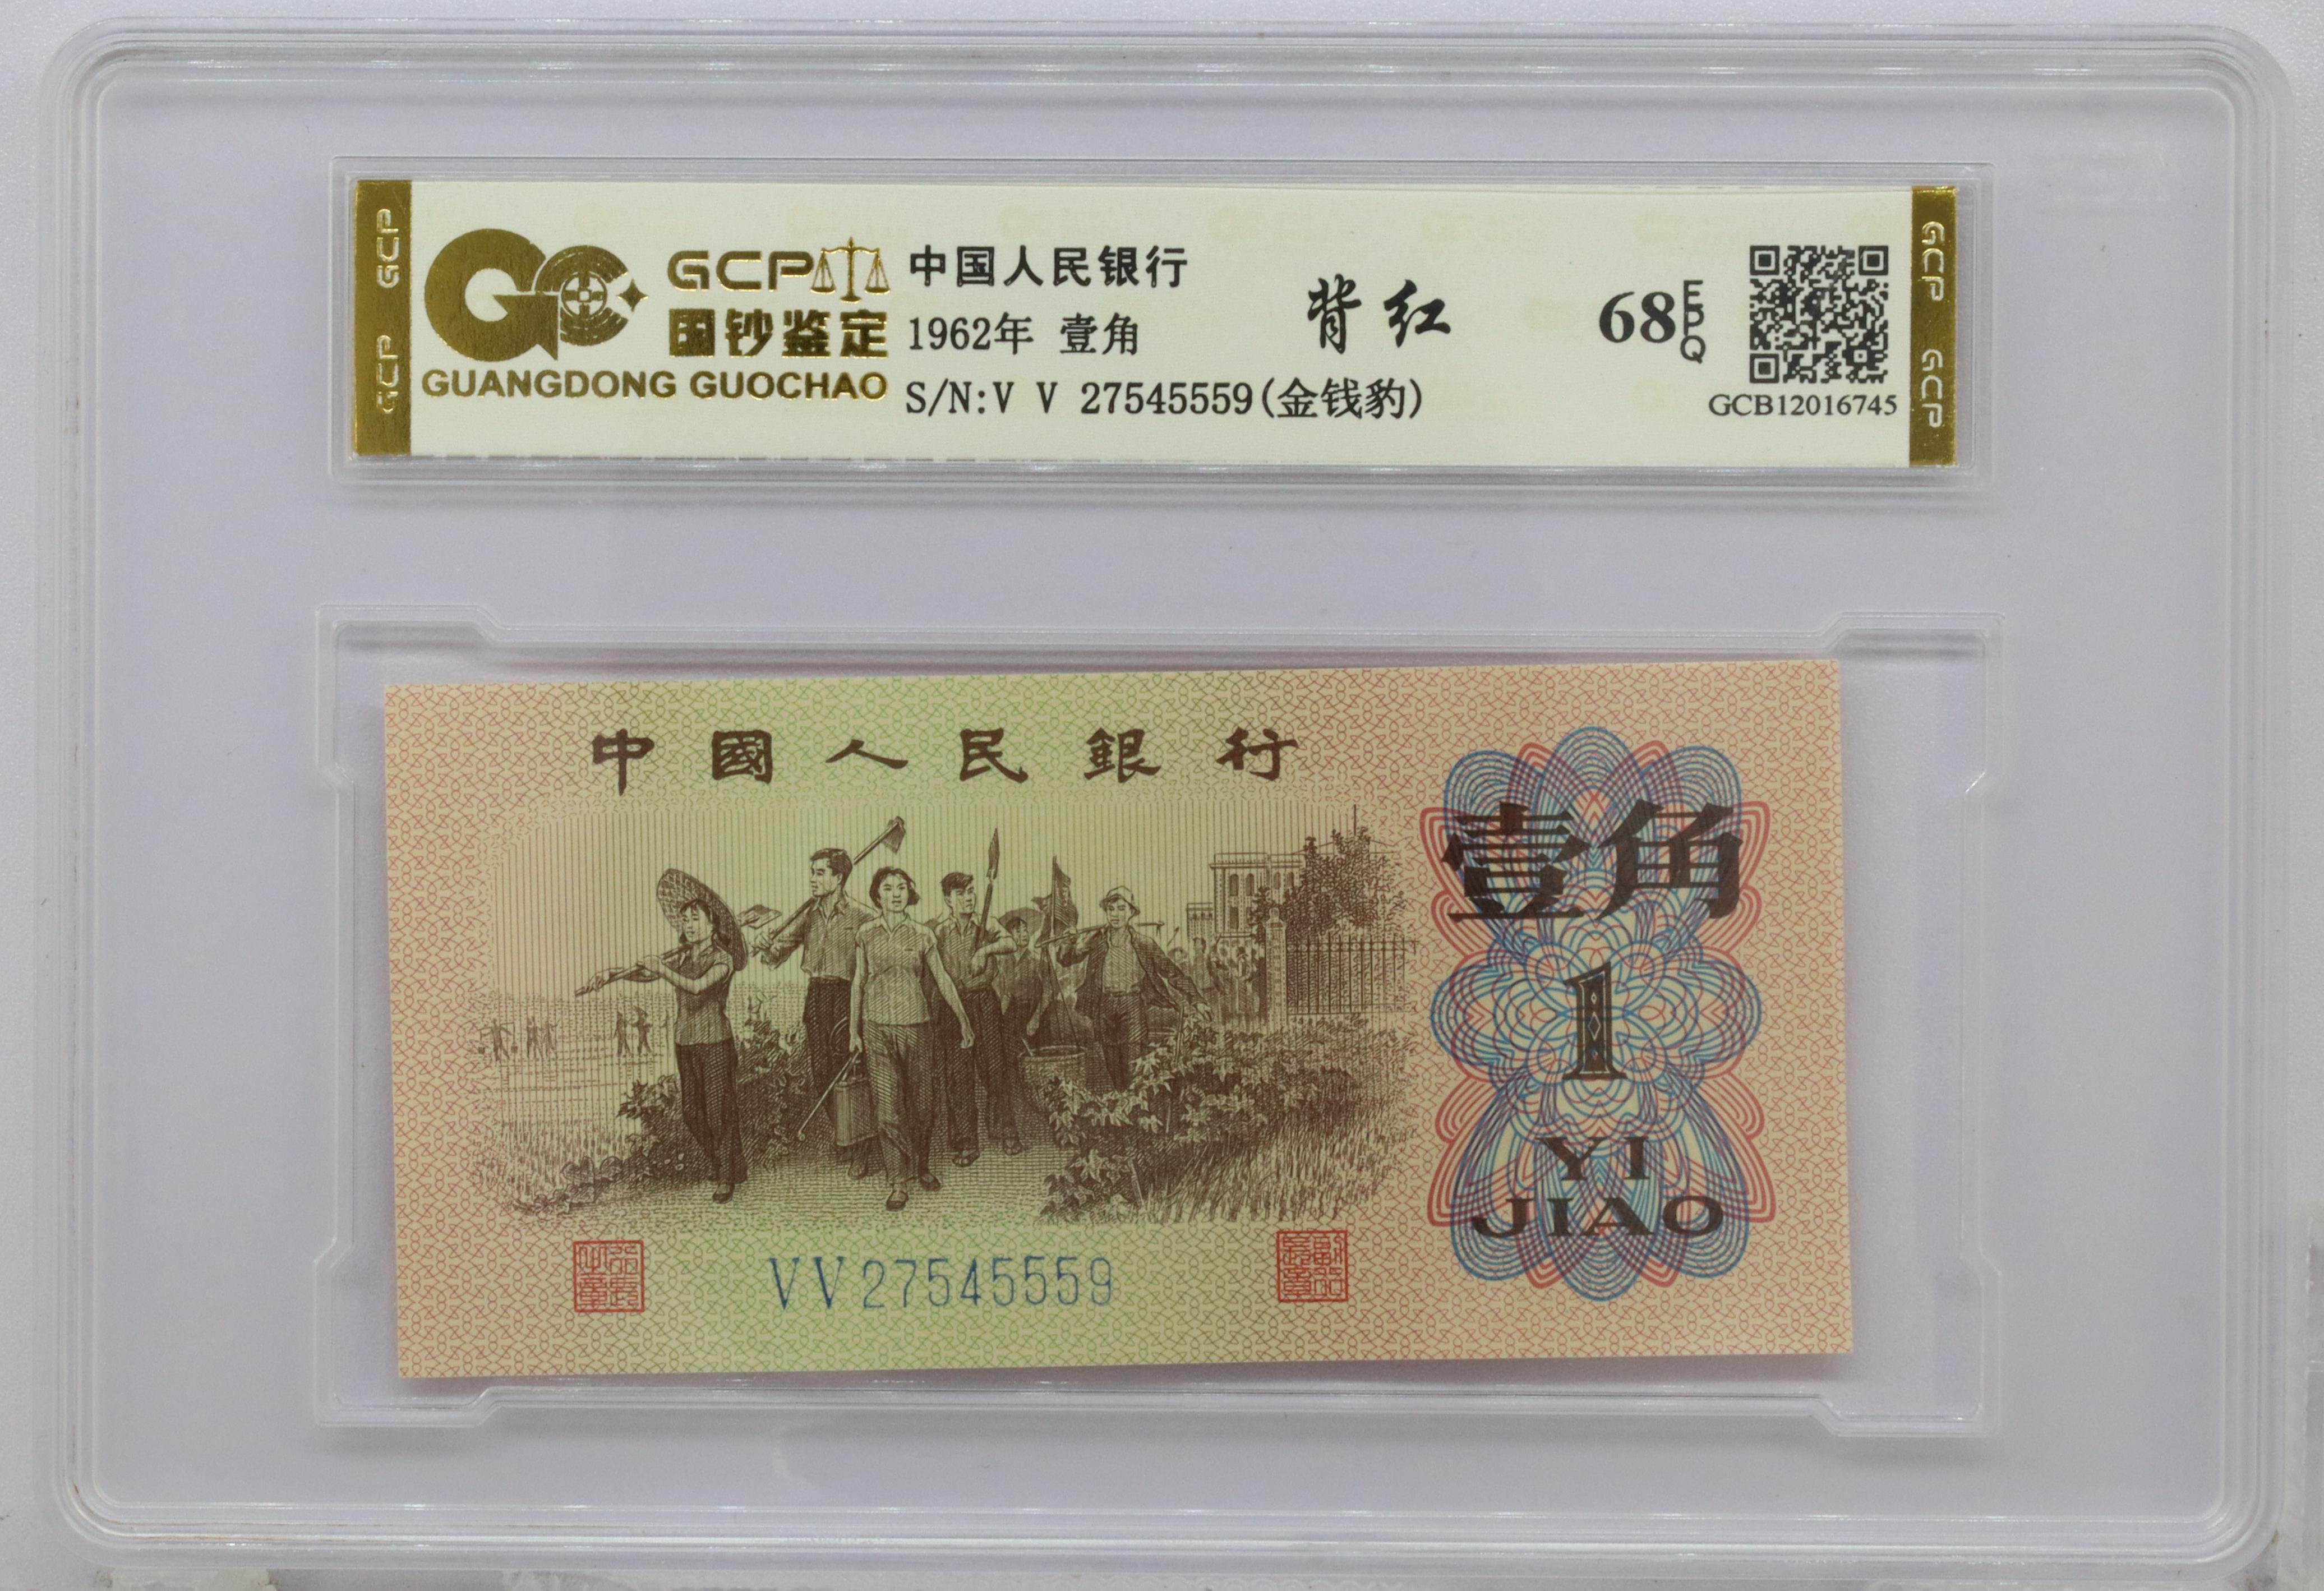 GCP GCP
GCP
国钞鉴定
GUANGDONG GUOCHAO
中国人民银行
1962年 壹角
S/N:V V 27545559(金钱豹)
背红
68 EPQ
GCB12016745
GCP GCP
中國人民銀行
壹角
1
YI
JIAO
VV27545559